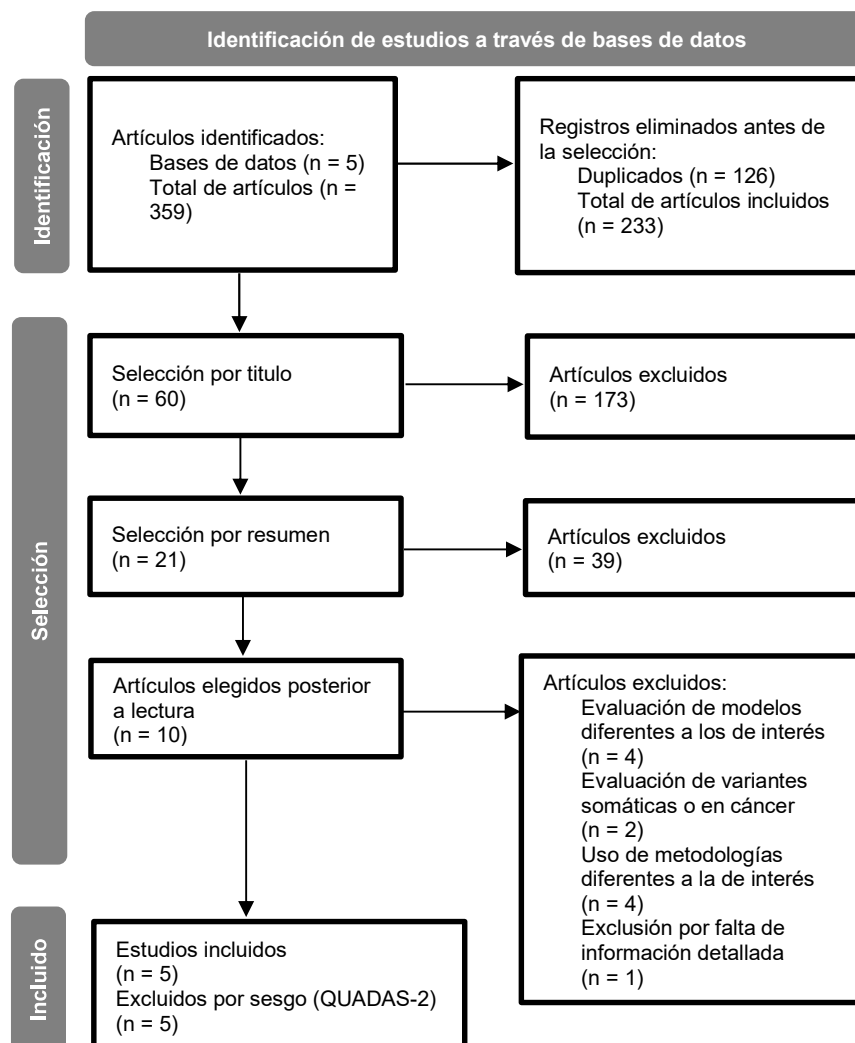 Identificación de estudios a través de bases de datos
Identificación
Artículos identificados:
Bases de datos (n = 5)
Total de artículos (n =
359)
Registros eliminados antes de
la selección:
Duplicados (n = 126)
Total de artículos incluidos
(n = 233)
Selección
Selección por titulo
(n = 60)
Artículos excluidos
(n = 173)
Selección por resumen
(n = 21)
Artículos excluidos
(n = 39)
Artículos elegidos posterior
a lectura
(n = 10)
Artículos excluidos:
Evaluación de modelos
diferentes a los de interés
(n = 4)
Evaluación de variantes
somáticas o en cáncer
(n = 2)
Uso de metodologías
diferentes a la de interés
(n = 4)
Exclusión por falta de
información detallada
(n = 1)
Incluido
Estudios incluidos
(n = 5)
Excluidos por sesgo (QUADAS-2)
(n = 5)